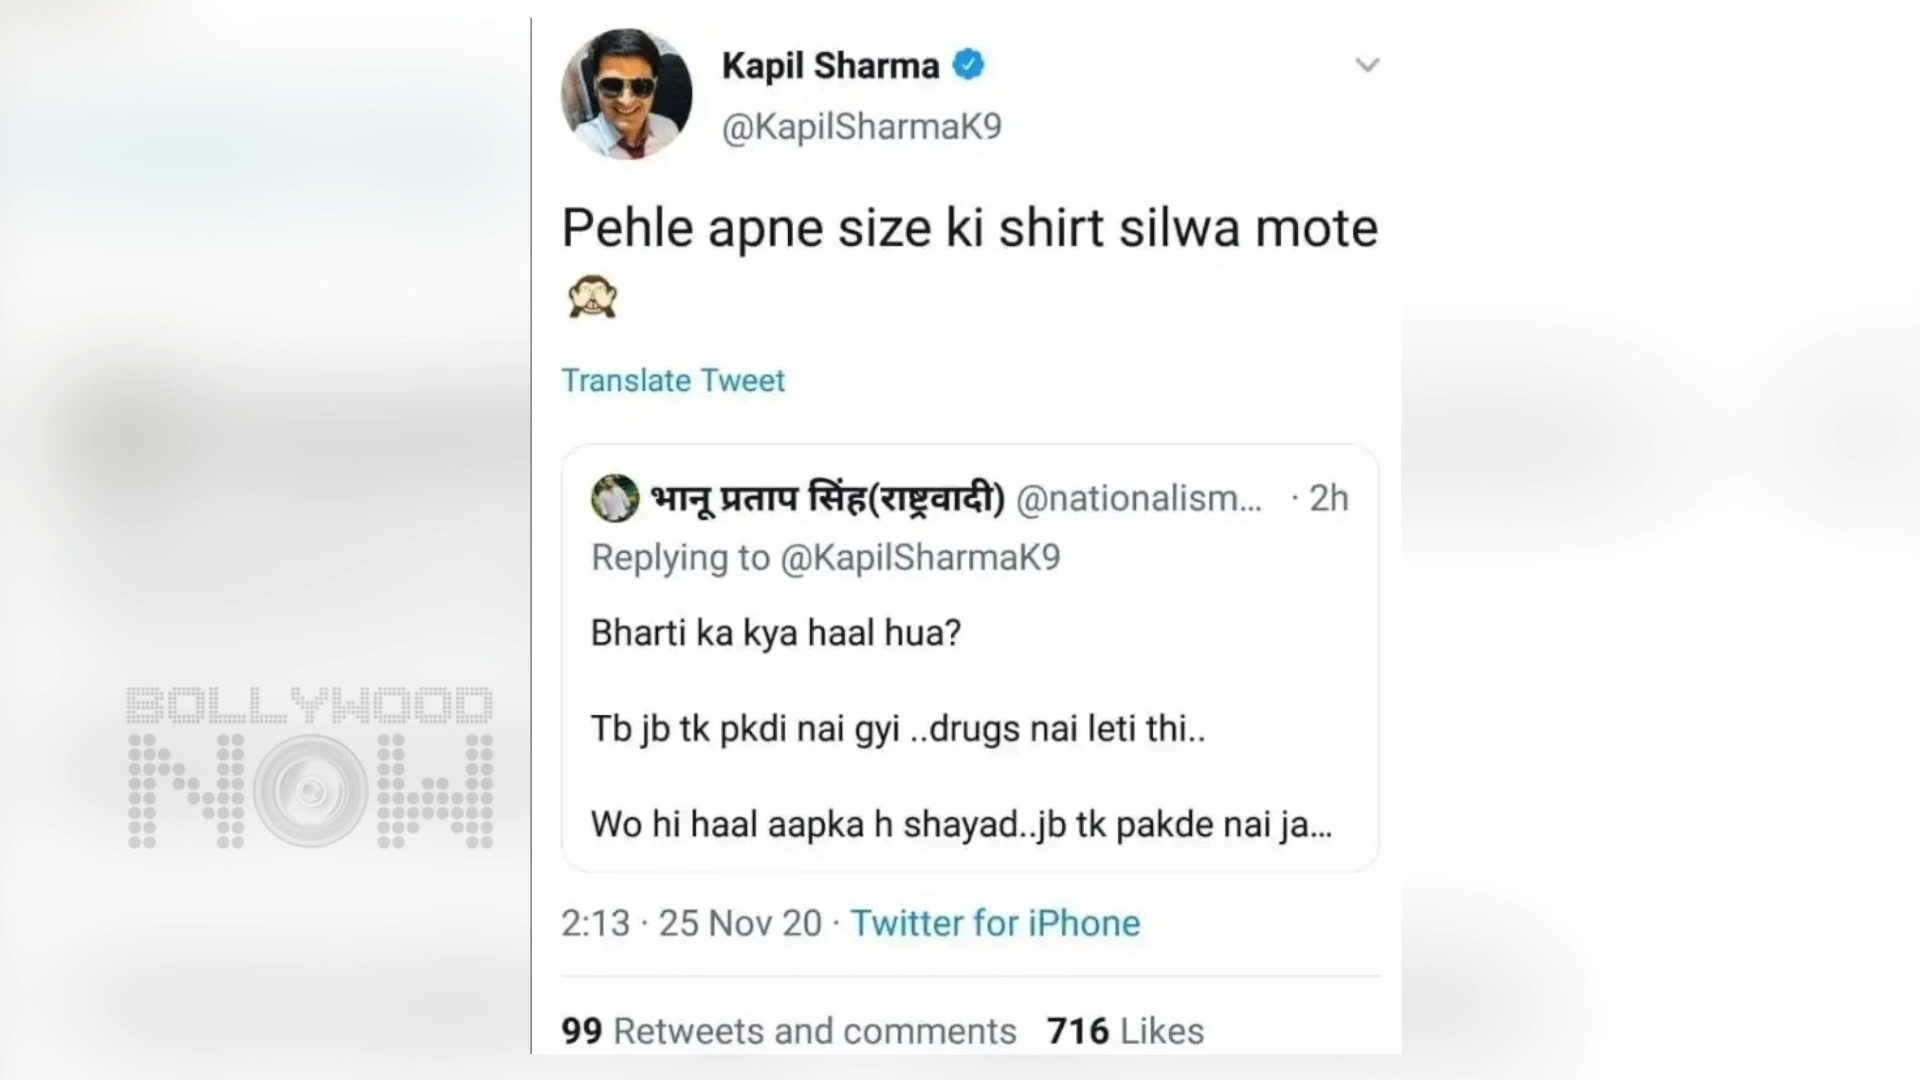 Kapil Sharma
@KapilSharmaK9
Pehle apne size ki shirt silwa mote
🙈
Translate Tweet
भानू प्रताप सिंह(राष्ट्रवादी) @nationalism... · 2h
Replying to @KapilSharmaK9
Bharti ka kya haal hua?
Tb jb tk pkdi nai gyi ..drugs nai leti thi..
Wo hi haal aapka h shayad..jb tk pakde nai ja...
2:13 · 25 Nov 20 · Twitter for iPhone
99 Retweets and comments 716 Likes
BOLLYWOOD
NOW